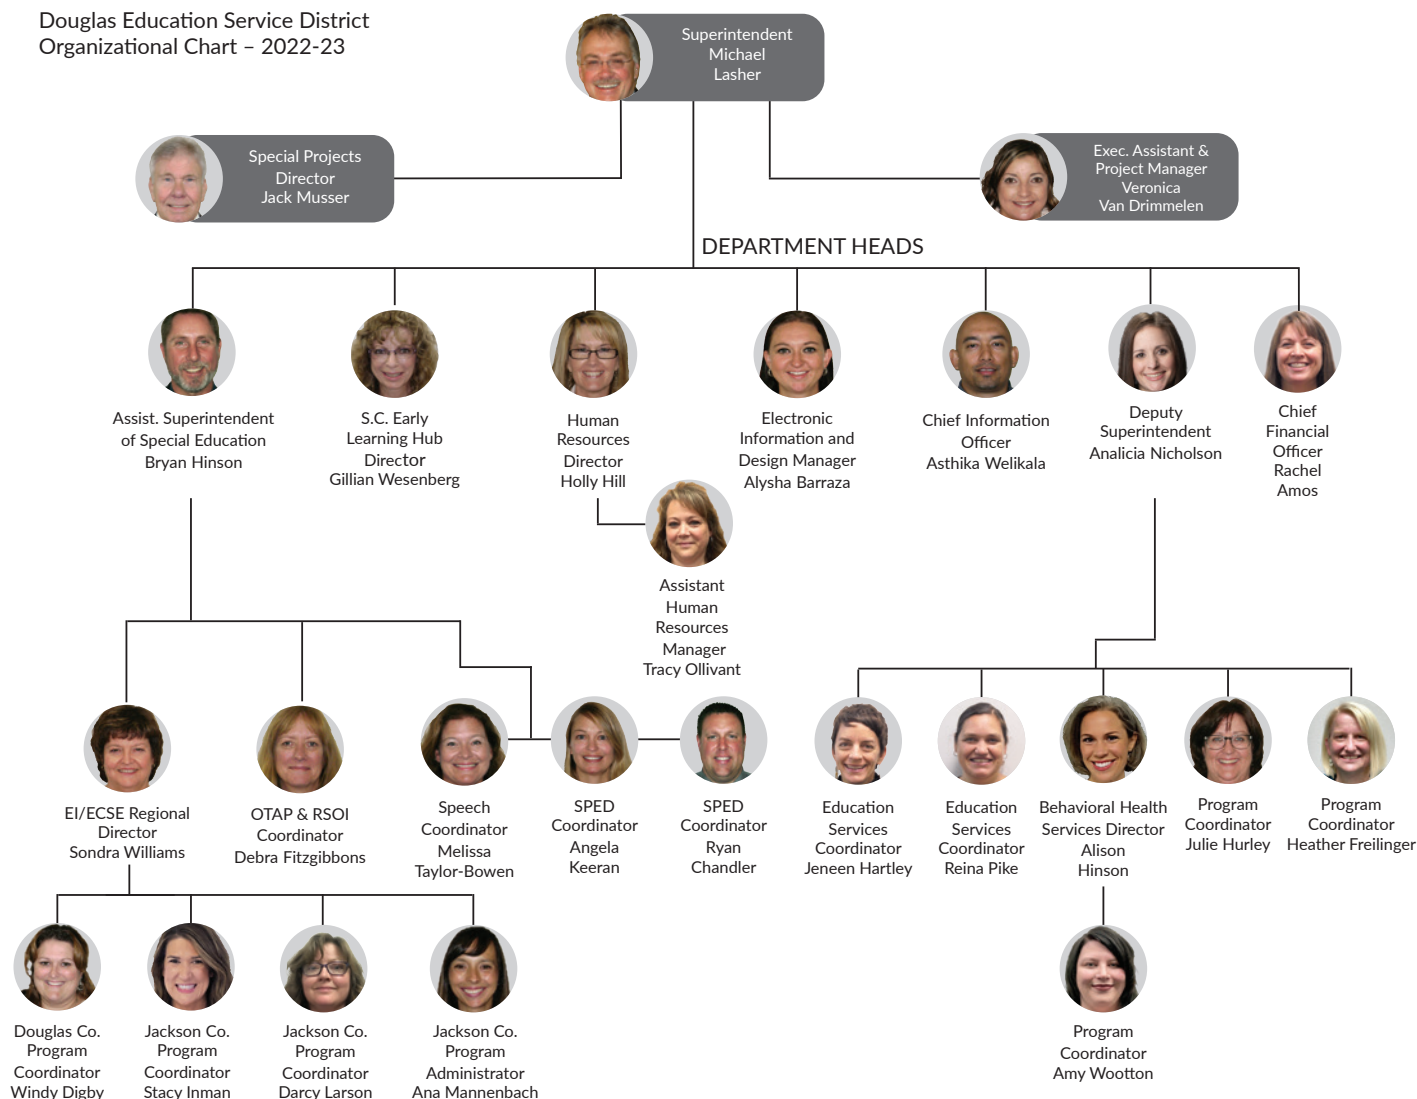 Douglas Education Service District
Organizational Chart – 2022-23
Superintendent
Michael
Lasher
Special Projects
Director
Jack Musser
Exec. Assistant &
Project Manager
Veronica
Van Drimmelen
DEPARTMENT HEADS
Assist. Superintendent
of Special Education
Bryan Hinson
S.C. Early
Learning Hub
Director
Gillian Wesenberg
Human
Resources
Director
Holly Hill
Electronic
Information and
Design Manager
Alysha Barraza
Chief Information
Officer
Asthika Welikala
Deputy
Superintendent
Analicia Nicholson
Chief
Financial
Officer
Rachel
Amos
Assistant
Human
Resources
Manager
Tracy Ollivant
EI/ECSE Regional
Director
Sondra Williams
OTAP & RSOI
Coordinator
Debra Fitzgibbons
Speech
Coordinator
Melissa
Taylor-Bowen
SPED
Coordinator
Angela
Keeran
SPED
Coordinator
Ryan
Chandler
Education
Services
Coordinator
Jeneen Hartley
Education
Services
Coordinator
Reina Pike
Behavioral Health
Services Director
Alison
Hinson
Program
Coordinator
Julie Hurley
Program
Coordinator
Heather Freilinger
Douglas Co.
Program
Coordinator
Windy Digby
Jackson Co.
Program
Coordinator
Stacy Inman
Jackson Co.
Program
Coordinator
Darcy Larson
Jackson Co.
Program
Administrator
Ana Mannenbach
Program
Coordinator
Amy Wootton